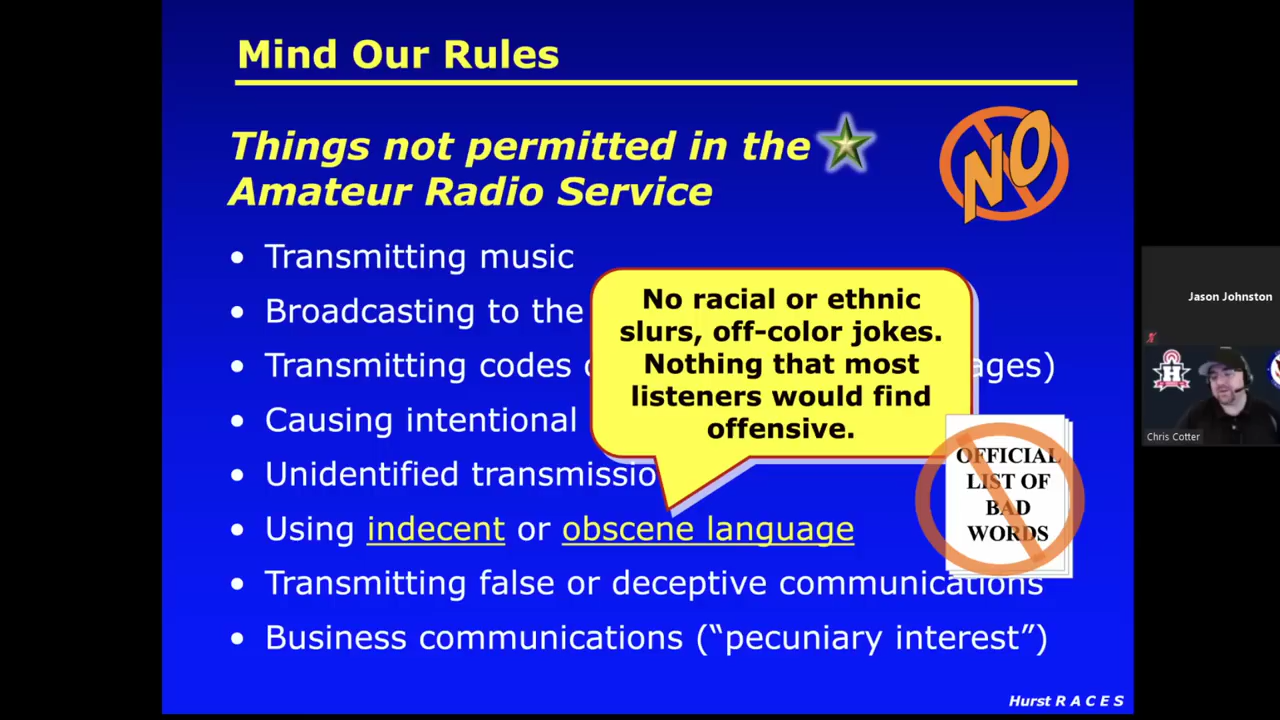 Mind Our Rules
Things not permitted in the
Amateur Radio Service
NO
• Transmitting music
• Broadcasting to the
• Transmitting codes
ages)
• Causing intentional
• Unidentified transmissio
• Using indecent or obscene language
• Transmitting false or deceptive communications
• Business communications (“pecuniary interest”)
No racial or ethnic
slurs, off-color jokes.
Nothing that most
listeners would find
offensive.
OFFICIAL
LIST OF
BAD
WORDS
Hurst R A C E S
Jason Johnston
H
Chris Cotter